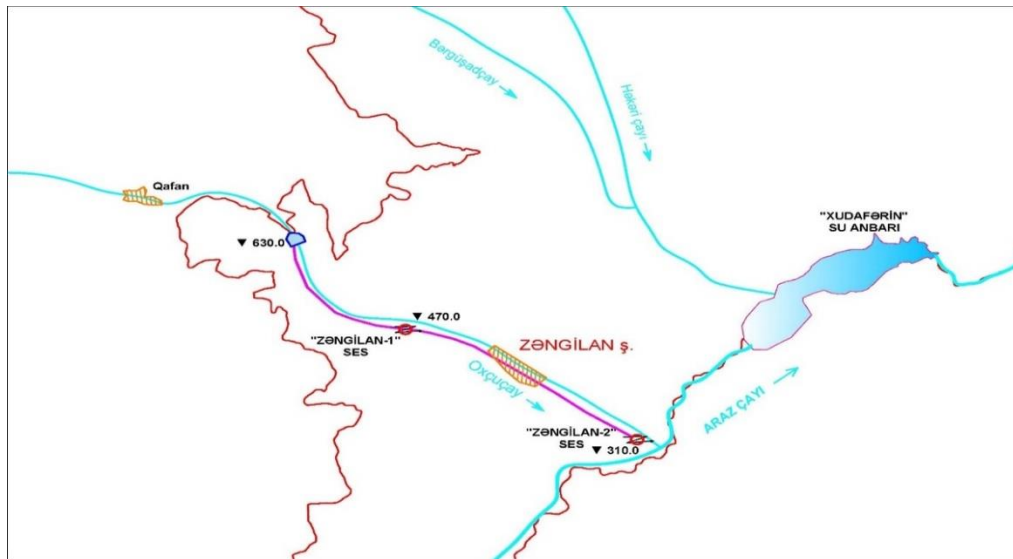 Bərgüşadçay
Həkəri çayı
Qafan
"XUDAFƏRİN"
SU ANBARI
▼ 630.0
▼ 470.0
"ZƏNGİLAN-1"
SES
ZƏNGİLAN ş.
Oxçuçay
ARAZ ÇAYI
"ZƏNGİLAN-2"
SES
▼ 310.0